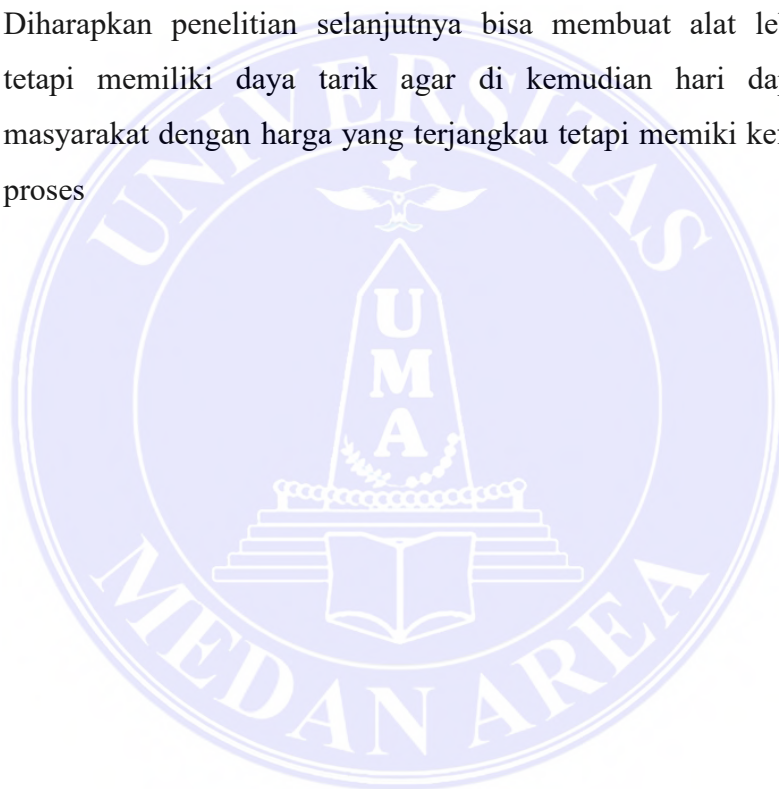 Diharapkan penelitian selanjutnya bisa membuat alat
tetapi memiliki daya tarik agar di kemudian hari
masyarakat dengan harga yang terjangkau tetapi memiki
proses
UNIVERSITAS
UMA
MEDAN AREA